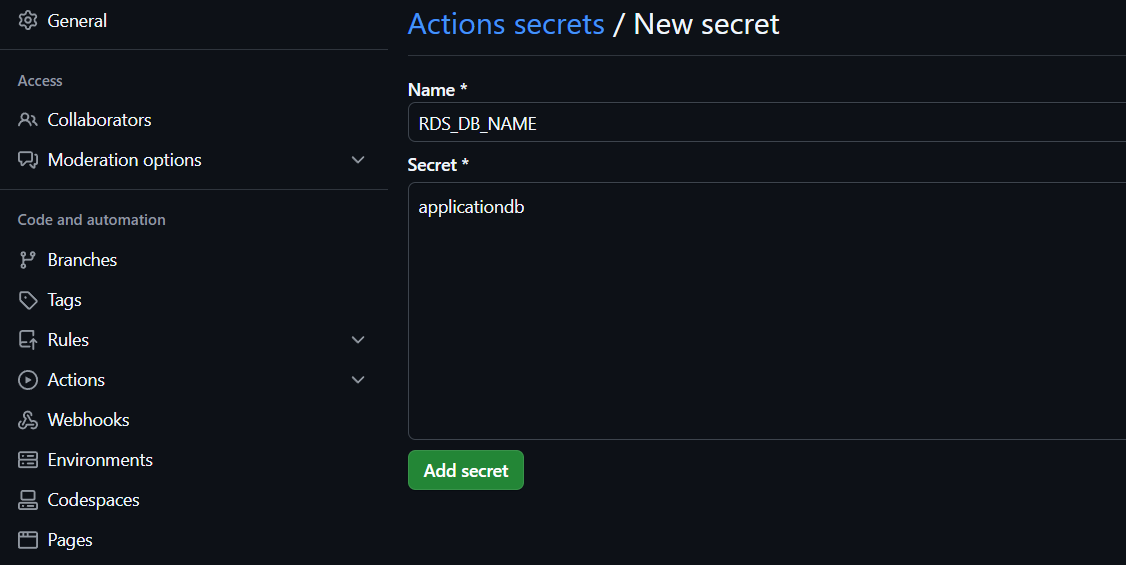 General
Access
Collaborators
Moderation options
Code and automation
Branches
Tags
Rules
Actions
Webhooks
Environments
Codespaces
Pages
Actions secrets / New secret
Name *
RDS_DB_NAME
Secret *
applicationdb
Add secret